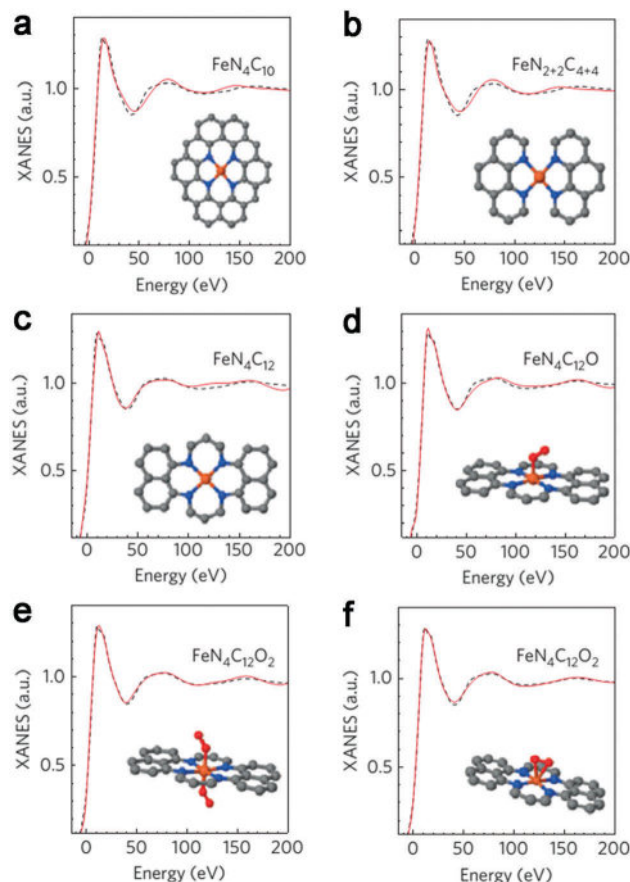 a
FeN₄C₁₀
XANES (a.u.)
1.0
0.5
0 50 100 150 200
Energy (eV)
b
FeN₂₊₂C₄₊₄
XANES (a.u.)
1.0
0.5
0 50 100 150 200
Energy (eV)
c
FeN₄C₁₂
XANES (a.u.)
1.0
0.5
0 50 100 150 200
Energy (eV)
d
FeN₄C₁₂O
XANES (a.u.)
1.0
0.5
0 50 100 150 200
Energy (eV)
e
FeN₄C₁₂O₂
XANES (a.u.)
1.0
0.5
0 50 100 150 200
Energy (eV)
f
FeN₄C₁₂O₂
XANES (a.u.)
1.0
0.5
0 50 100 150 200
Energy (eV)